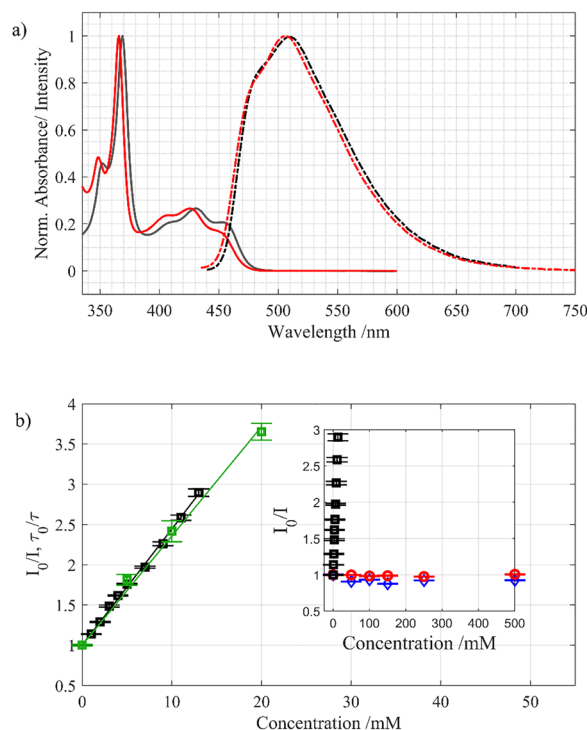 a)
Norm. Absorbance/ Intensity
1
0.8
0.6
0.4
0.2
0
350 400 450 500 550 600 650 700 750
Wavelength /nm
b)
I0/I, τ0/τ
4
3.5
3
2.5
2
1.5
1
0.5
0 10 20 30 40 50
Concentration /mM
I0/I
3
2.5
2
1.5
1
0.5
0 100 200 300 400 500
Concentration /mM